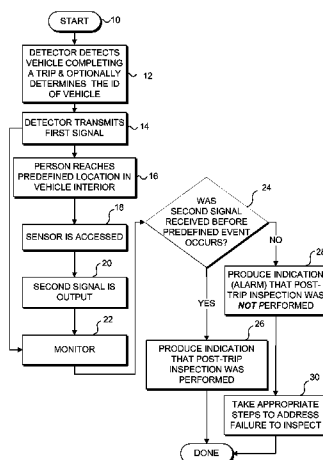 START
10
DETECTOR DETECTS
VEHICLE COMPLETING
A TRIP & OPTIONALLY
DETERMINES THE ID
OF VEHICLE
12
DETECTOR TRANSMITS
FIRST SIGNAL
14
PERSON REACHES
PREDEFINED LOCATION IN
VEHICLE INTERIOR
16
18
SENSOR IS ACCESSED
20
SECOND SIGNAL IS
OUTPUT
22
MONITOR
24
WAS
SECOND SIGNAL
RECEIVED BEFORE
PREDEFINED EVENT
OCCURS?
NO
YES
28
PRODUCE INDICATION
(ALARM) THAT POST-
TRIP INSPECTION WAS
NOT PERFORMED
26
PRODUCE INDICATION
THAT POST-TRIP
INSPECTION WAS
PERFORMED
30
TAKE APPROPRIATE
STEPS TO ADDRESS
FAILURE TO INSPECT
DONE